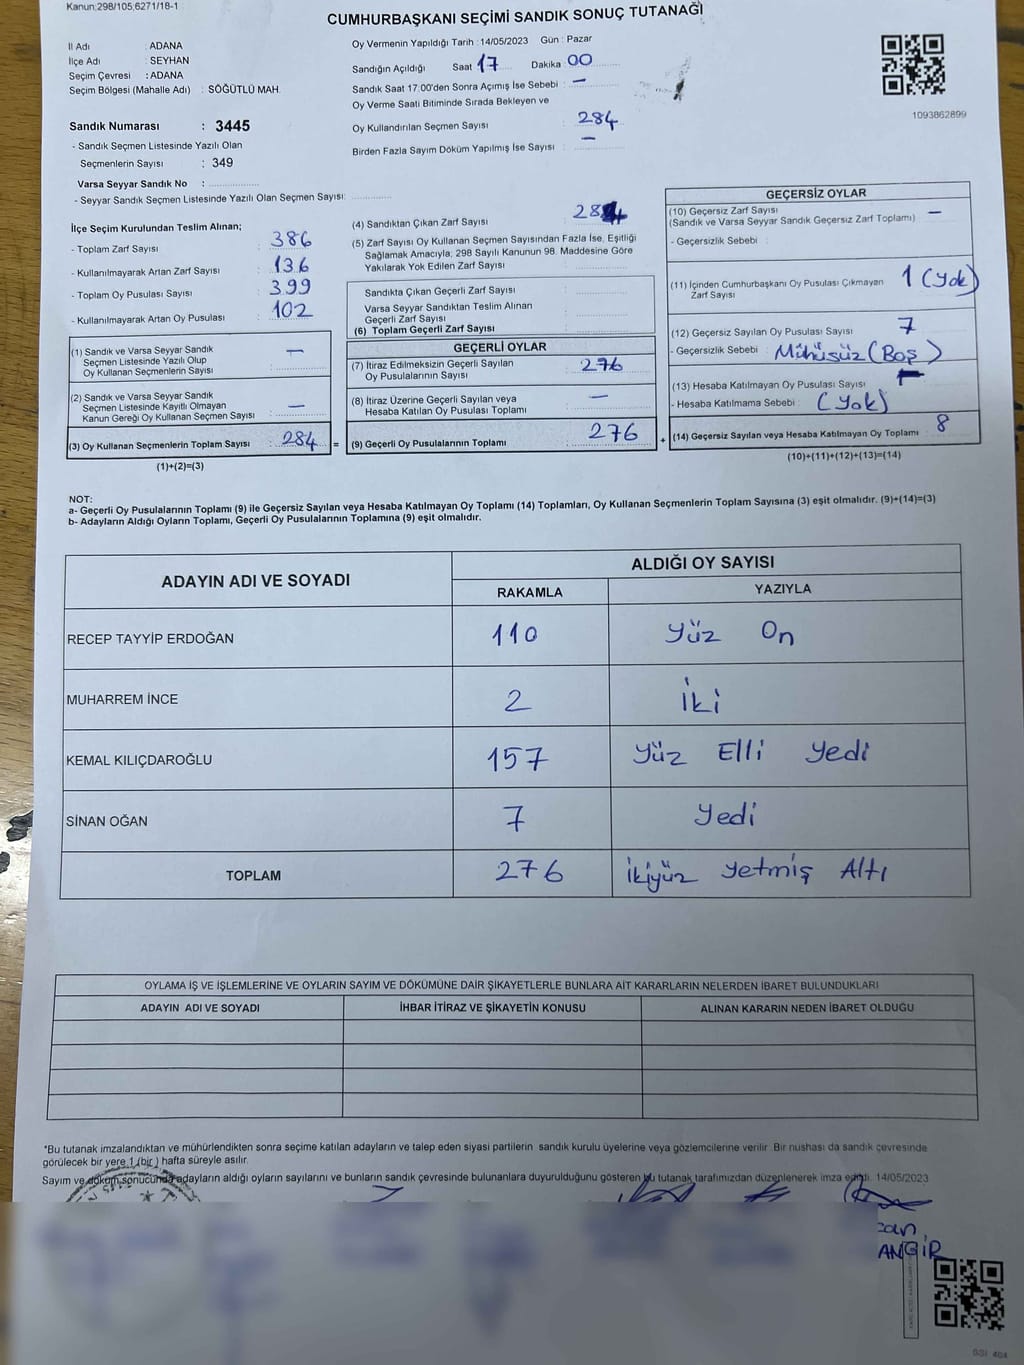 Kanun:298/105,6271/18-1
CUMHURBAŞKANI SEÇİMİ SANDIK SONUÇ TUTANAĞI
İl Adı : ADANA
İlçe Adı : SEYHAN
Seçim Çevresi : ADANA
Seçim Bölgesi (Mahalle Adı) : SÖĞÜTLÜ MAH.
Oy Vermenin Yapıldığı Tarih : 14/05/2023 Gün : Pazar
Sandığın Açıldığı Saat 17 Dakika 00
Sandık Saat 17:00'den Sonra Açımış İse Sebebi : —
Oy Verme Saati Bitiminde Sırada Bekleyen ve
Oy Kullandırılan Seçmen Sayısı : 284
Birden Fazla Sayım Döküm Yapılmış İse Sayısı : —
1093862899
Sandık Numarası : 3445
- Sandık Seçmen Listesinde Yazılı Olan
Seçmenlerin Sayısı : 349
Varsa Seyyar Sandık No :
- Seyyar Sandık Seçmen Listesinde Yazılı Olan Seçmen Sayısı:
İlçe Seçim Kurulundan Teslim Alınan;
- Toplam Zarf Sayısı : 386
- Kullanılmayarak Artan Zarf Sayısı : 136
- Toplam Oy Pusulası Sayısı : 399
- Kullanılmayarak Artan Oy Pusulası : 102
(1) Sandık ve Varsa Seyyar Sandık
Seçmen Listesinde Yazılı Olup
Oy Kullanan Seçmenlerin Sayısı : —
(2) Sandık ve Varsa Seyyar Sandık
Seçmen Listesinde Kayıtlı Olmayan
Kanun Gereği Oy Kullanan Seçmen Sayısı : —
(3) Oy Kullanan Seçmenlerin Toplam Sayısı : 284 =
(1)+(2)=(3)
(4) Sandıktan Çıkan Zarf Sayısı : 284
(5) Zarf Sayısı Oy Kullanan Seçmen Sayısından Fazla İse, Eşitliği
Sağlamak Amacıyla; 298 Sayılı Kanunun 98. Maddesine Göre
Yakılarak Yok Edilen Zarf Sayısı :
Sandıkta Çıkan Geçerli Zarf Sayısı :
Varsa Seyyar Sandıktan Teslim Alınan
Geçerli Zarf Sayısı :
(6) Toplam Geçerli Zarf Sayısı :
GEÇERLİ OYLAR
(7) İtiraz Edilmeksizin Geçerli Sayılan
Oy Pusulalarının Sayısı : 276
(8) İtiraz Üzerine Geçerli Sayılan veya
Hesaba Katılan Oy Pusulası Toplamı : —
(9) Geçerli Oy Pusulalarının Toplamı : 276 +
GEÇERSİZ OYLAR
(10) Geçersiz Zarf Sayısı : —
(Sandık ve Varsa Seyyar Sandık Geçersiz Zarf Toplamı)
- Geçersizlik Sebebi :
(11) İçinden Cumhurbaşkanı Oy Pusulası Çıkmayan 1 (Yok)
Zarf Sayısı
(12) Geçersiz Sayılan Oy Pusulası Sayısı : 7
- Geçersizlik Sebebi : Mühüsüz (Boş)
(13) Hesaba Katılmayan Oy Pusulası Sayısı :
- Hesaba Katılmama Sebebi : (Yok)
(14) Geçersiz Sayılan veya Hesaba Katılmayan Oy Toplamı : 8
(10)+(11)+(12)+(13)=(14)
NOT:
a- Geçerli Oy Pusulalarının Toplamı (9) ile Geçersiz Sayılan veya Hesaba Katılmayan Oy Toplamı (14) Toplamları, Oy Kullanan Seçmenlerin Toplam Sayısına (3) eşit olmalıdır. (9)+(14)=(3)
b- Adayların Aldığı Oyların Toplamı, Geçerli Oy Pusulalarının Toplamına (9) eşit olmalıdır.
ADAYIN ADI VE SOYADI
ALDIĞI OY SAYISI
RAKAMLA YAZIYLA
RECEP TAYYİP ERDOĞAN 110 Yüz On
MUHARREM İNCE 2 İki
KEMAL KILIÇDAROĞLU 157 Yüz Elli Yedi
SİNAN OĞAN 7 Yedi
TOPLAM 276 İkiyüz Yetmiş Altı
OYLAMA İŞ VE İŞLEMLERİNE VE OYLARIN SAYIM VE DÖKÜMÜNE DAİR ŞİKAYETLERLE BUNLARA AİT KARARLARIN NELERDEN İBARET BULUNDUKLARI
ADAYIN ADI VE SOYADI İHBAR İTİRAZ VE ŞİKAYETİN KONUSU ALINAN KARARIN NEDEN İBARET OLDUĞU
*Bu tutanak imzalandıktan ve mühürlendikten sonra seçime katılan adayların ve talep eden siyasi partilerin sandık kurulu üyelerine veya gözlemcilerine verilir. Bir nushası da sandık çevresinde
görülecek bir yere 1 (bir ) hafta süreyle asılır.
Sayım ve döküm sonucunda adayların aldığı oyların sayılarını ve bunların sandık çevresinde bulunanlara duyurulduğunu gösteren bu tutanak tarafımızdan düzenlenerek imza edildi. 14/05/2023